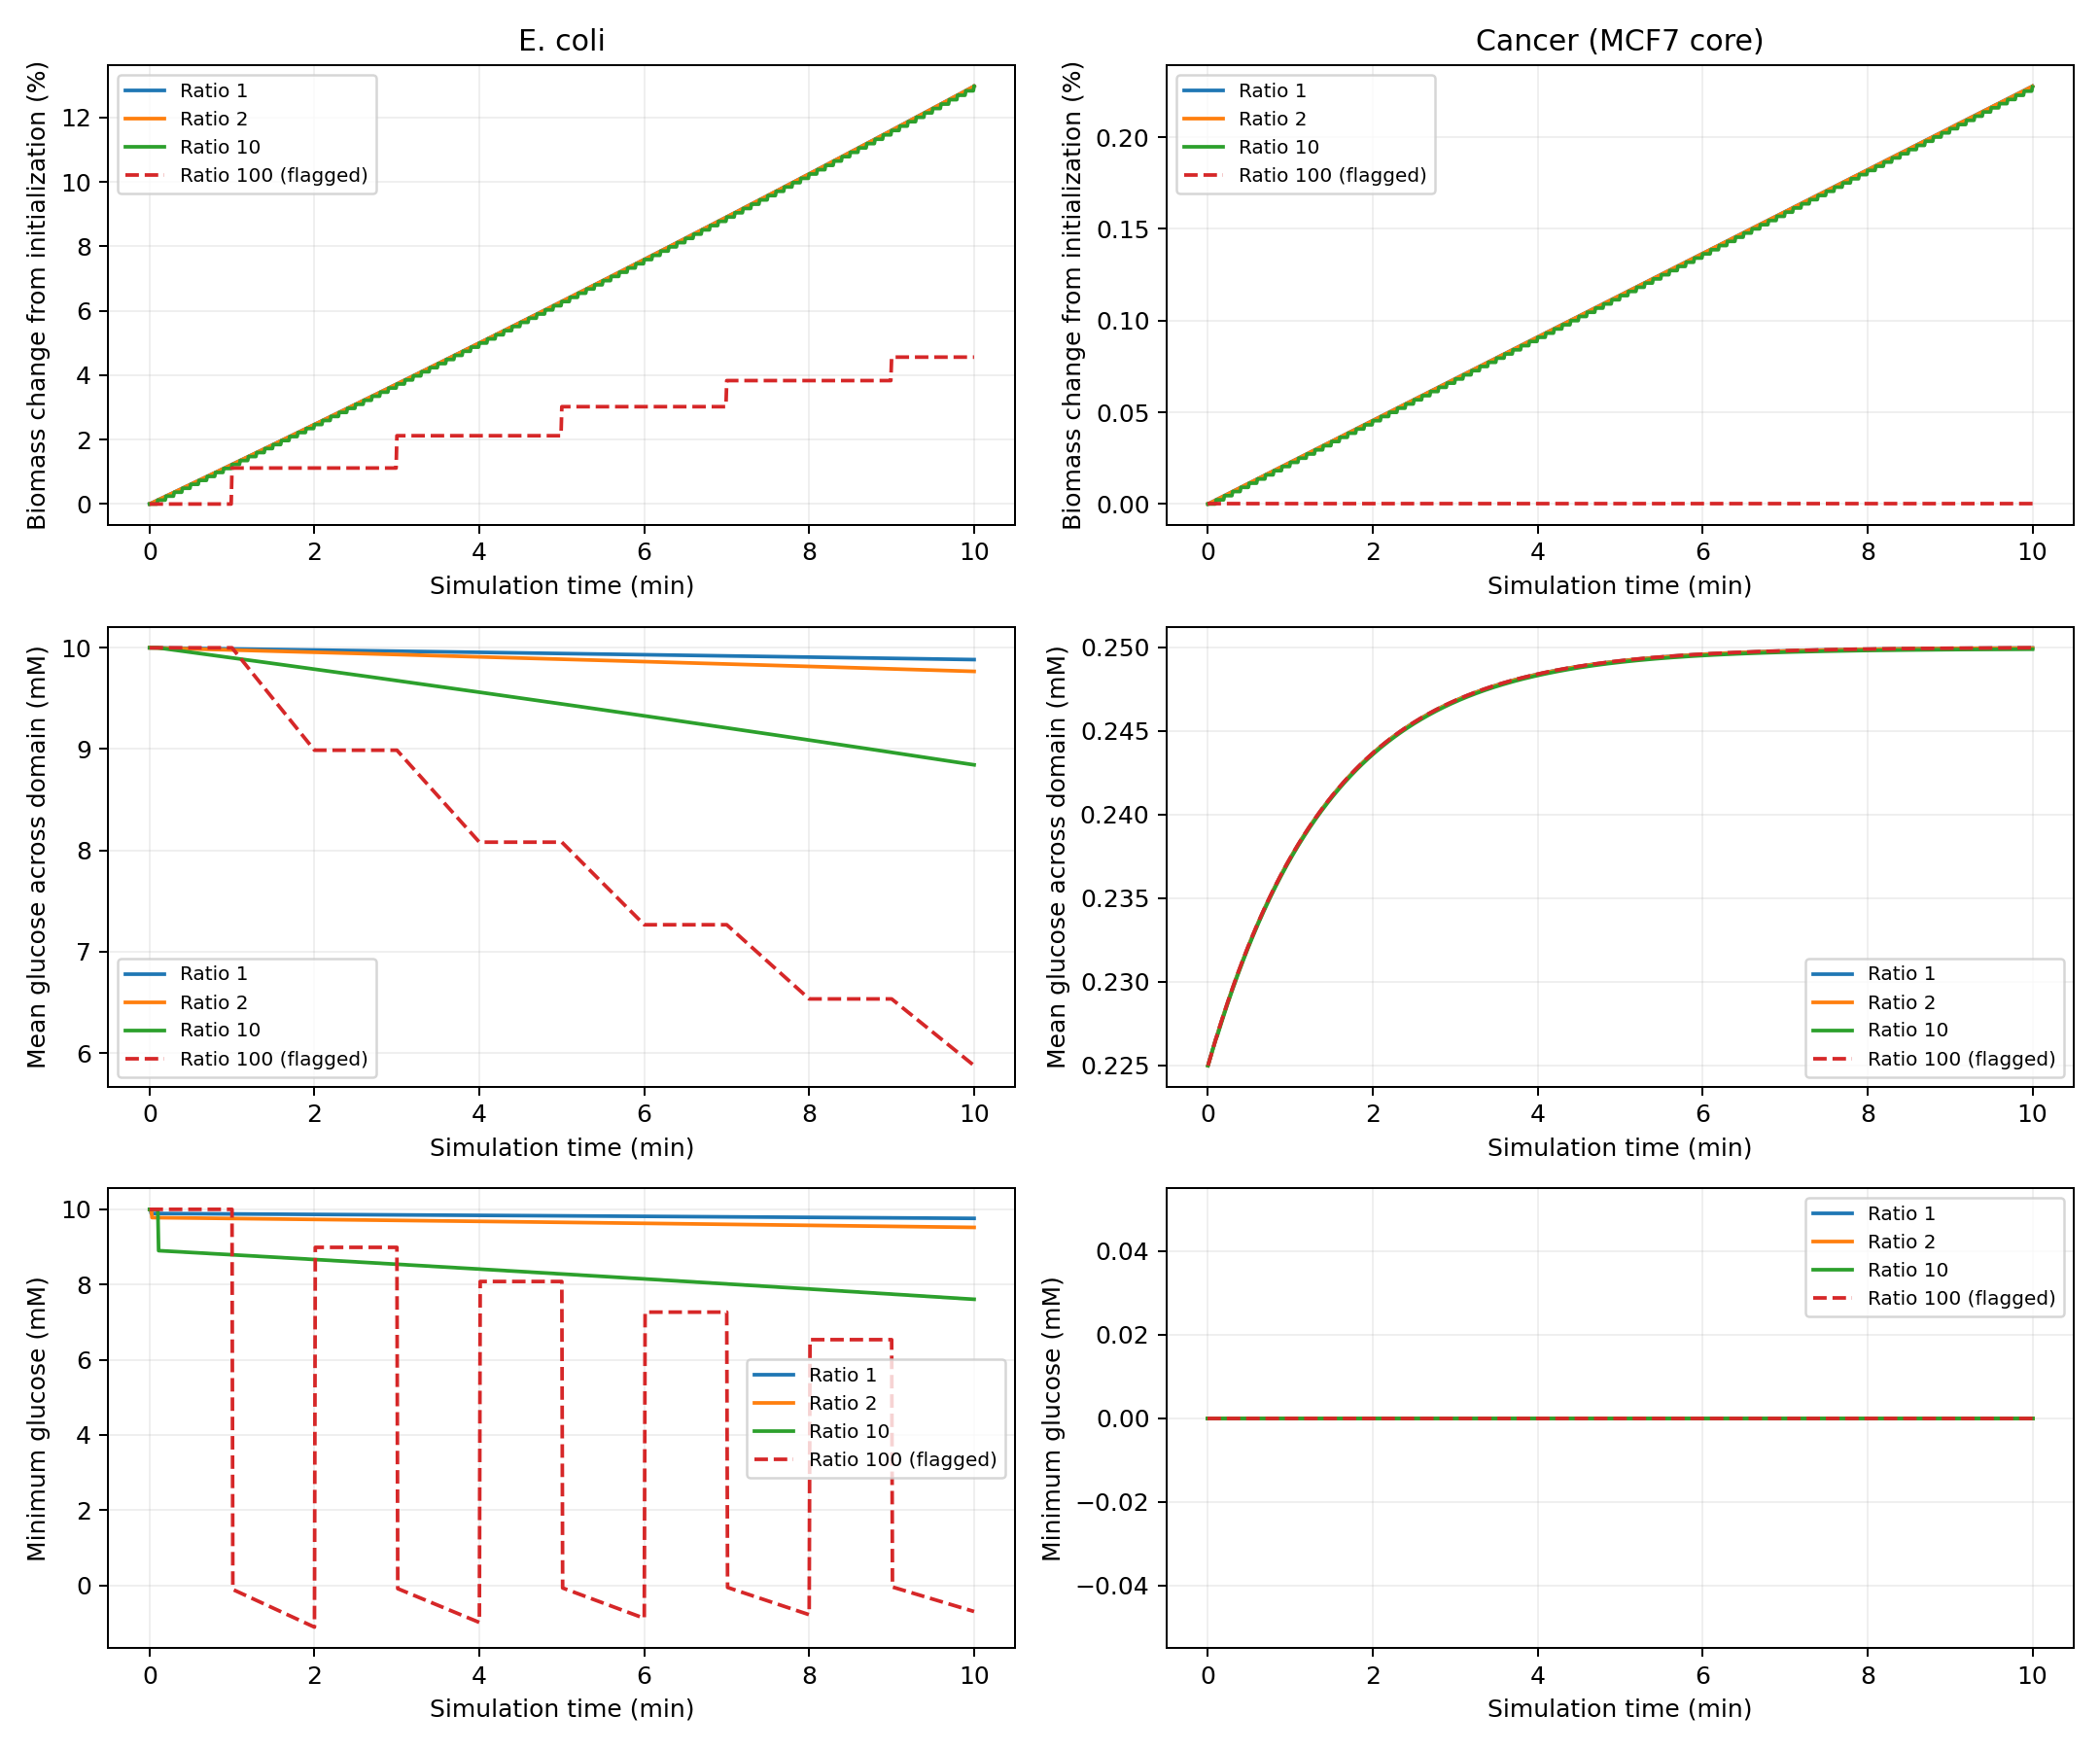 E. coli
Biomass change from initialization (%)
12
10
8
6
4
2
0
Ratio 1
Ratio 2
Ratio 10
Ratio 100 (flagged)
0 2 4 6 8 10
Simulation time (min)
Cancer (MCF7 core)
Biomass change from initialization (%)
0.20
0.15
0.10
0.05
0.00
Ratio 1
Ratio 2
Ratio 10
Ratio 100 (flagged)
0 2 4 6 8 10
Simulation time (min)
Mean glucose across domain (mM)
10
9
8
7
6
Ratio 1
Ratio 2
Ratio 10
Ratio 100 (flagged)
0 2 4 6 8 10
Simulation time (min)
Mean glucose across domain (mM)
0.250
0.245
0.240
0.235
0.230
0.225
Ratio 1
Ratio 2
Ratio 10
Ratio 100 (flagged)
0 2 4 6 8 10
Simulation time (min)
Minimum glucose (mM)
10
8
6
4
2
0
Ratio 1
Ratio 2
Ratio 10
Ratio 100 (flagged)
0 2 4 6 8 10
Simulation time (min)
Minimum glucose (mM)
0.04
0.02
0.00
−0.02
−0.04
Ratio 1
Ratio 2
Ratio 10
Ratio 100 (flagged)
0 2 4 6 8 10
Simulation time (min)